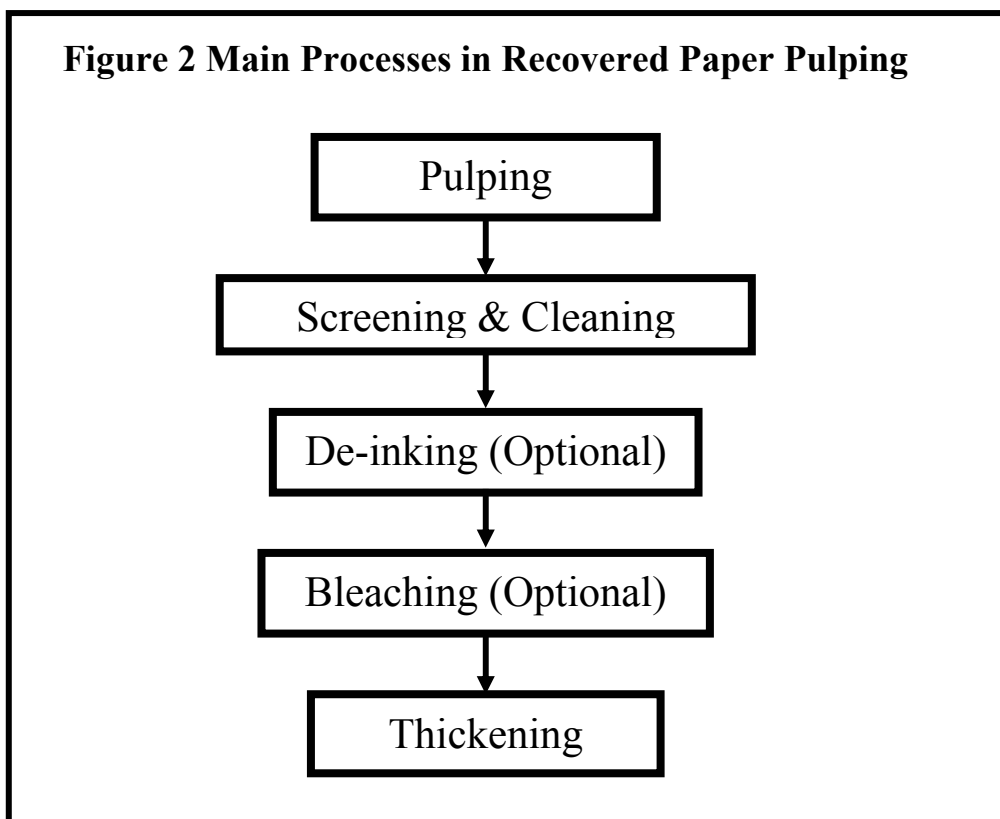 Figure 2 Main Processes in Recovered Paper Pulping
Pulping
Screening & Cleaning
De-inking (Optional)
Bleaching (Optional)
Thickening